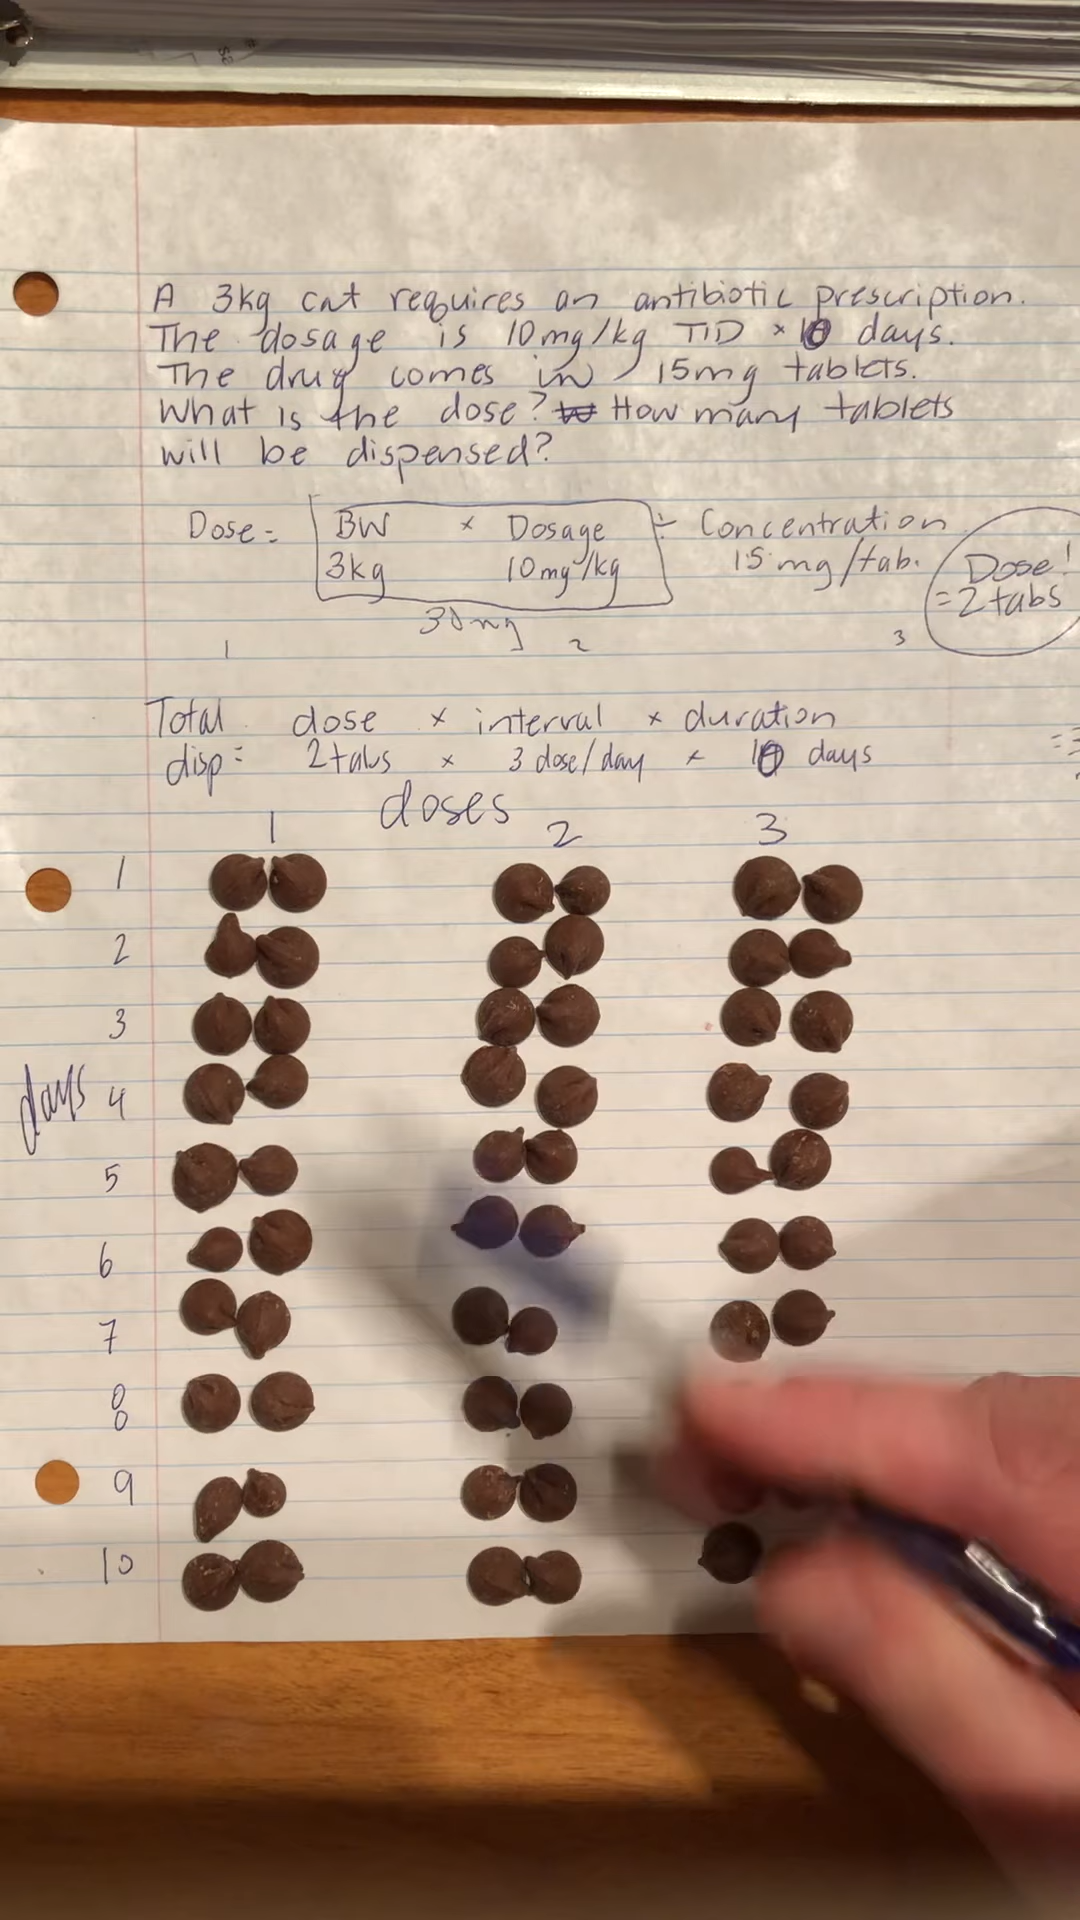 A 3kg cat requires an antibiotic prescription.
The dosage is 10mg/kg TID × 10 days.
The drug comes in 15mg tablets.
What is the dose? How many tablets
will be dispensed?
Dose = BW × Dosage ÷ Concentration
3kg 10mg/kg 15mg/tab.
Dose!
= 2 tabs
30mg
1 2 3
Total dose × interval × duration
disp = 2 tabs × 3 dose/day × 10 days
doses
1 2 3
1
2
3
days 4
5
6
7
8
9
10